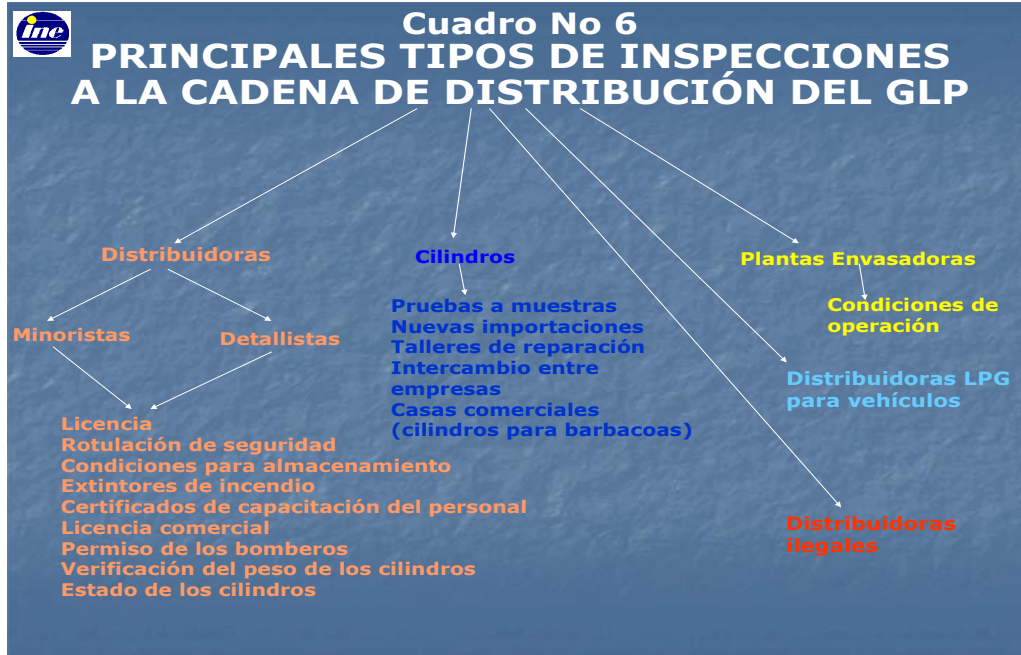 ine
Cuadro No 6
PRINCIPALES TIPOS DE INSPECCIONES
A LA CADENA DE DISTRIBUCIÓN DEL GLP
Distribuidoras
Minoristas
Detallistas
Licencia
Rotulación de seguridad
Condiciones para almacenamiento
Extintores de incendio
Certificados de capacitación del personal
Licencia comercial
Permiso de los bomberos
Verificación del peso de los cilindros
Estado de los cilindros
Cilindros
Pruebas a muestras
Nuevas importaciones
Talleres de reparación
Intercambio entre
empresas
Casas comerciales
(cilindros para barbacoas)
Plantas Envasadoras
Condiciones de
operación
Distribuidoras LPG
para vehículos
Distribuidoras
ilegales